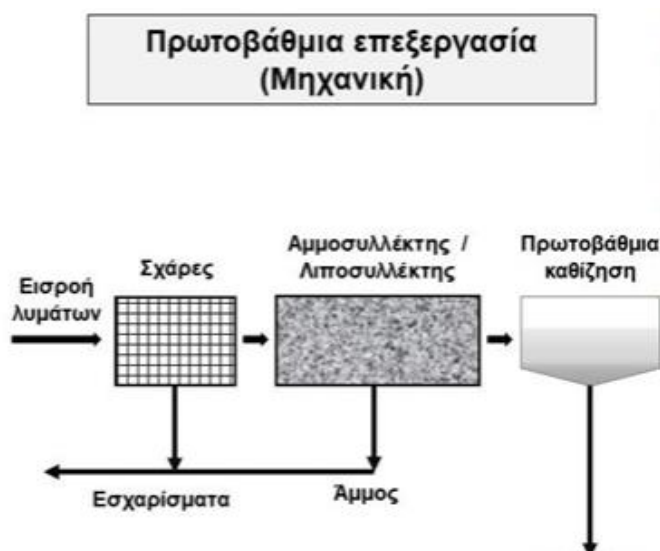 Πρωτοβάθμια επεξεργασία
(Μηχανική)
Εισροή
λυμάτων
Σχάρες
Αμμοσυλλέκτης /
Λιποσυλλέκτης
Πρωτοβάθμια
καθίζηση
Εσχαρίσματα
Άμμος